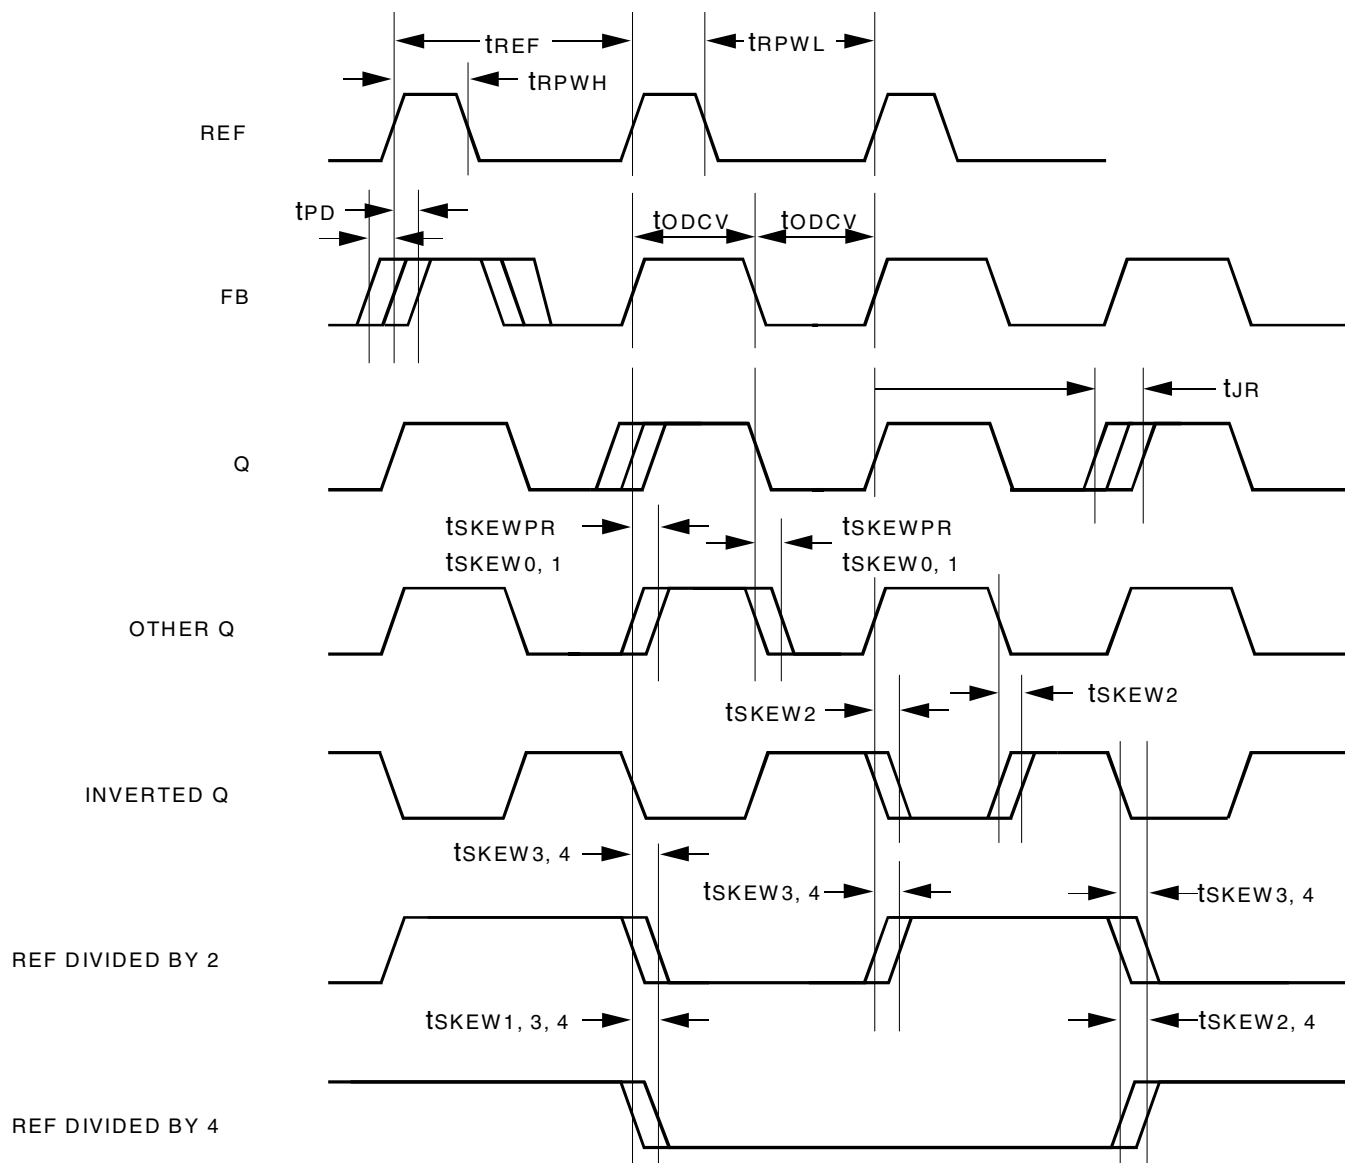 tREF
tRPWL
tRPWH
REF
tPD
tODCV
tODCV
FB
tJR
Q
tSKEWPR
tSKEW0, 1
tSKEWPR
tSKEW0, 1
OTHER Q
tSKEW2
tSKEW2
INVERTED Q
tSKEW3, 4
tSKEW3, 4
tSKEW3, 4
REF DIVIDED BY 2
tSKEW1, 3, 4
tSKEW2, 4
REF DIVIDED BY 4